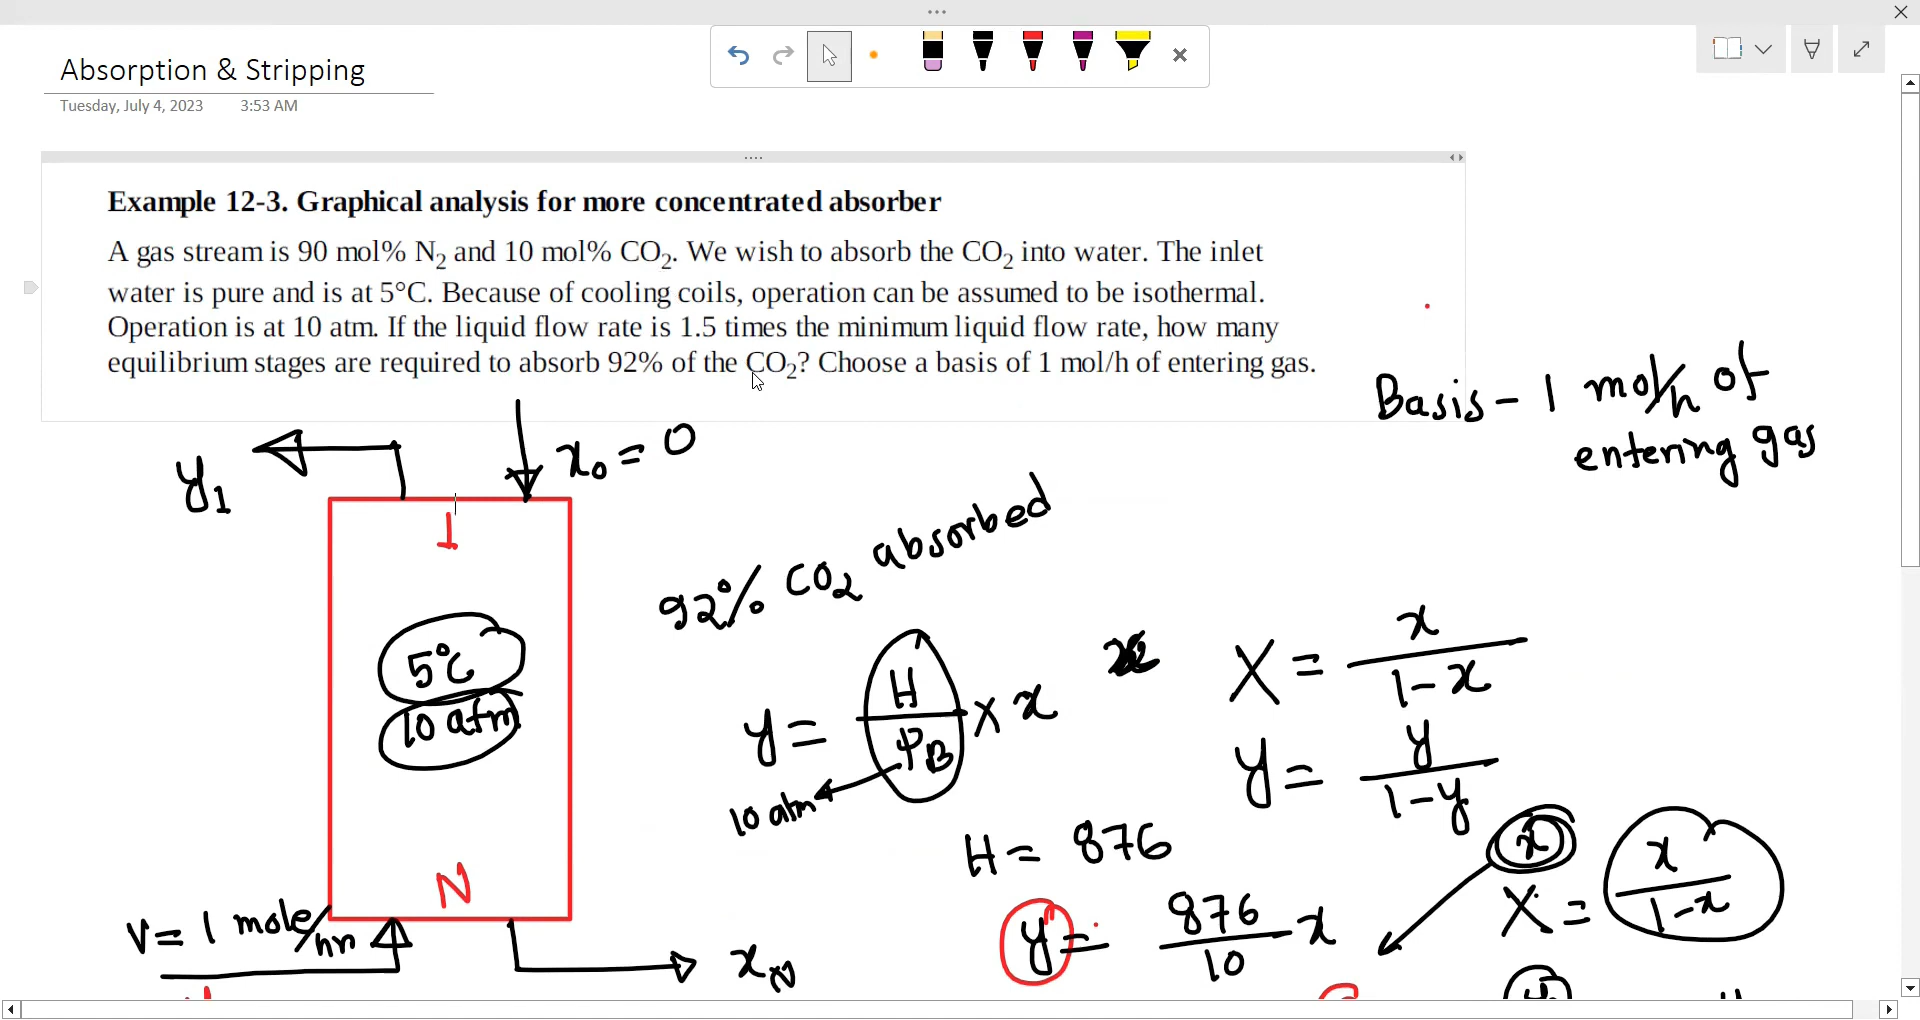 Absorption & Stripping
Tuesday, July 4, 2023 3:53 AM
Example 12-3. Graphical analysis for more concentrated absorber
A gas stream is 90 mol% N₂ and 10 mol% CO₂. We wish to absorb the CO₂ into water. The inlet
water is pure and is at 5°C. Because of cooling coils, operation can be assumed to be isothermal.
Operation is at 10 atm. If the liquid flow rate is 1.5 times the minimum liquid flow rate, how many
equilibrium stages are required to absorb 92% of the CO₂? Choose a basis of 1 mol/h of entering gas.
Basis - 1 mol/h of
entering gas
y₁
x₀ = 0
1
92% CO₂ absorbed
5°C
10 atm
y = H/P_B × x
10 atm
X = x/1-x
Y = y/1-y
H = 876
x
X = x/1-x
N
V = 1 mole/hr
x_N
y = 876/10 x